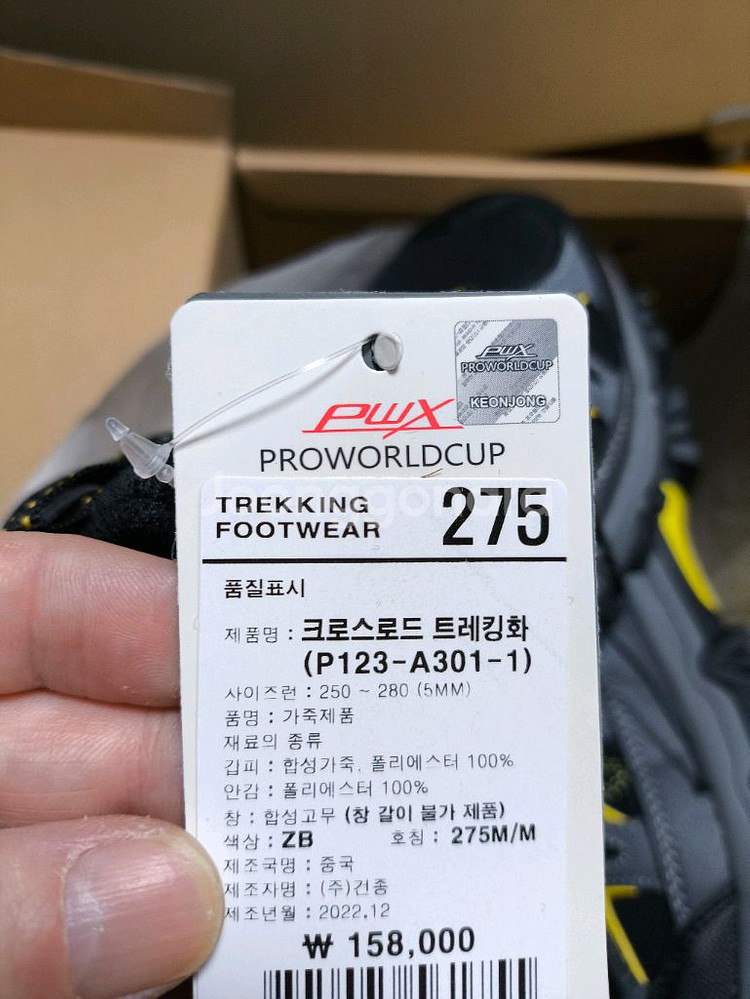 PWX
PROWORLDCUP
KEONJONG
PWX
PROWORLDCUP
TREKKING
FOOTWEAR
275
품질표시
제품명 : 크로스로드 트레킹화
(P123-A301-1)
사이즈런 : 250 ~ 280 (5MM)
품명 : 가죽제품
재료의 종류
갑피 : 합성가죽, 폴리에스터 100%
안감 : 폴리에스터 100%
창 : 합성고무 (창 갈이 불가 제품)
색상 : ZB 호칭 : 275M/M
제조국명 : 중국
제조자명 : (주)건종
제조년월 : 2022.12
₩ 158,000